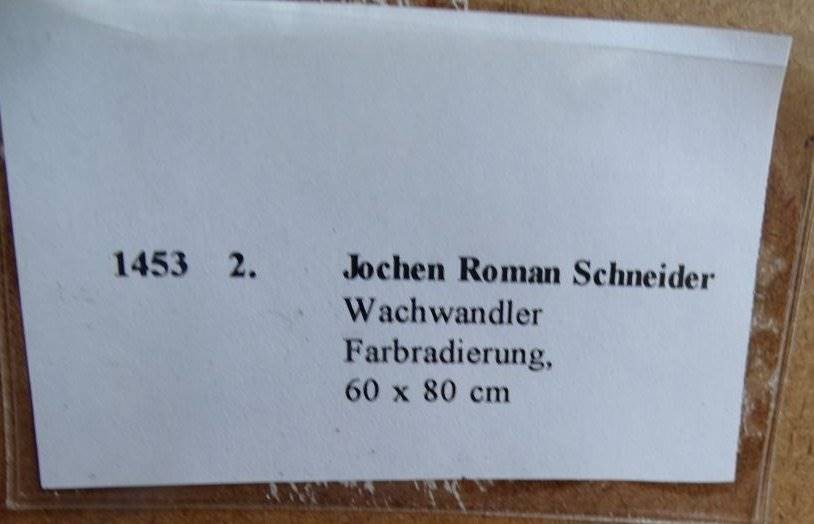 1453 2. Jochen Roman Schneider
Wachwandler
Farbradierung,
60 x 80 cm